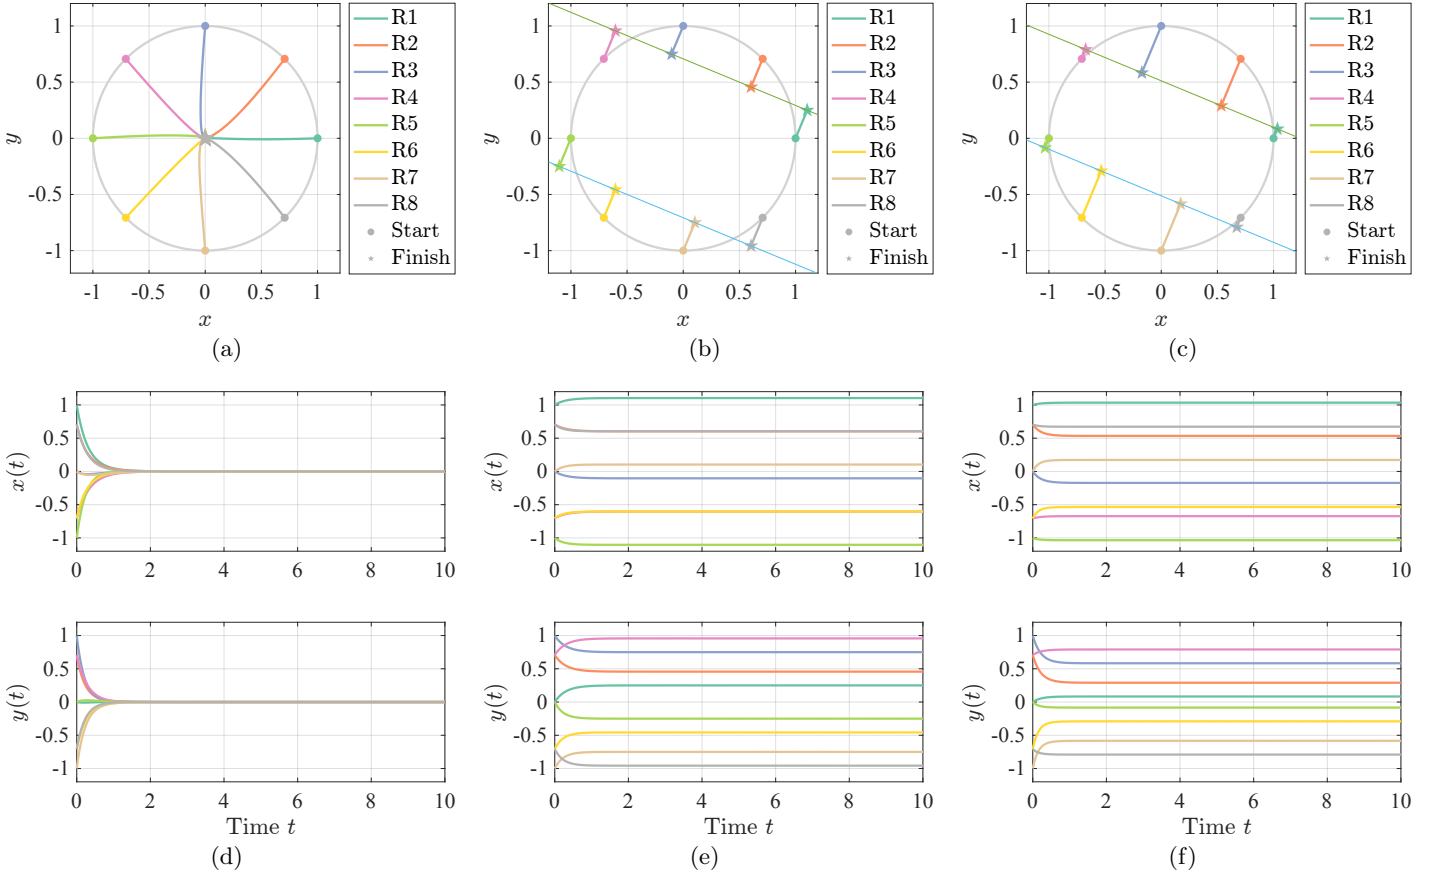 1
0.5
0
-0.5
-1
y
-1 -0.5 0 0.5 1
x
R1
R2
R3
R4
R5
R6
R7
R8
Start
Finish
(a)
1
0.5
0
-0.5
-1
y
-1 -0.5 0 0.5 1
x
R1
R2
R3
R4
R5
R6
R7
R8
Start
Finish
(b)
1
0.5
0
-0.5
-1
y
-1 -0.5 0 0.5 1
x
R1
R2
R3
R4
R5
R6
R7
R8
Start
Finish
(c)
1
0.5
0
-0.5
-1
x(t)
0 2 4 6 8 10
1
0.5
0
-0.5
-1
x(t)
0 2 4 6 8 10
1
0.5
0
-0.5
-1
x(t)
0 2 4 6 8 10
1
0.5
0
-0.5
-1
y(t)
0 2 4 6 8 10
Time t
(d)
1
0.5
0
-0.5
-1
y(t)
0 2 4 6 8 10
Time t
(e)
1
0.5
0
-0.5
-1
y(t)
0 2 4 6 8 10
Time t
(f)